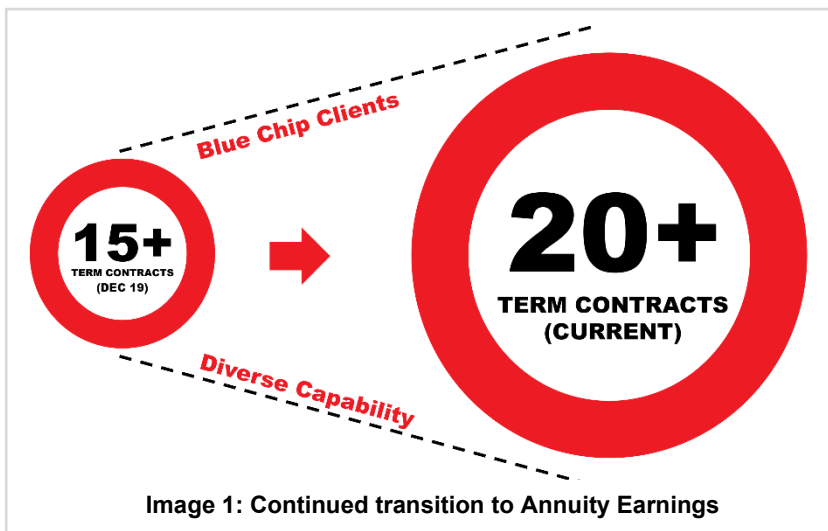 Blue Chip Clients
15+
TERM CONTRACTS
(DEC 19)
20+
TERM CONTRACTS
(CURRENT)
Diverse Capability
Image 1: Continued transition to Annuity Earnings